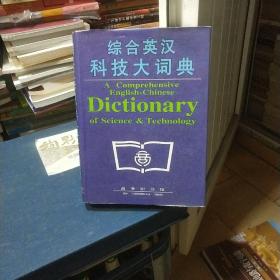 综合英汉
科技大词典
A Comprehensive
English-Chinese
Dictionary
of Science & Technology
商务印书馆